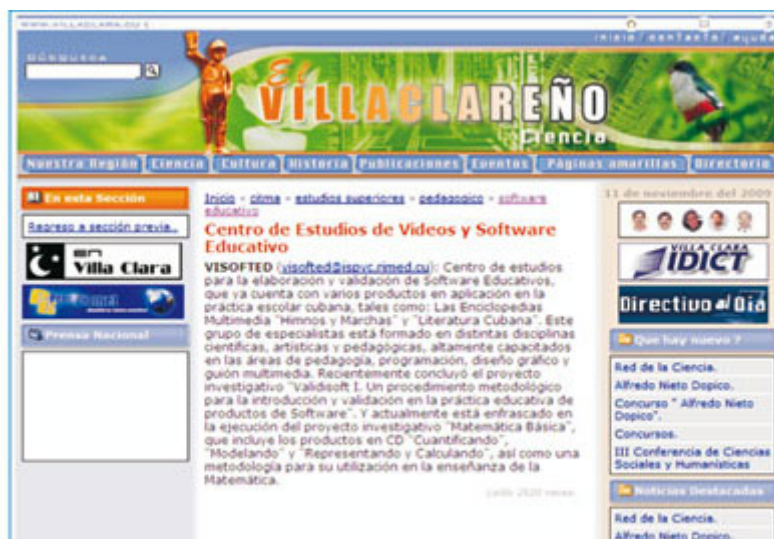 WWW.VILLACLARA.CU
inicio / contacto / ayuda
BÚSQUEDA
El
VILLACLAREÑO
Ciencia
Nuestra Región
Ciencia
Cultura
Historia
Publicaciones
Eventos
Páginas amarillas
Directorio
En esta Sección
Regreso a sección previa..
EN
Villa Clara
Prensa Nacional
Inicio - citma - estudios superiores - pedagogico - software
educativo
Centro de Estudios de Videos y Software
Educativo
VISOFTED (visofted@ispvc.rimed.cu): Centro de estudios
para la elaboración y validación de Software Educativos,
que ya cuenta con varios productos en aplicación en la
práctica escolar cubana, tales como: Las Enciclopedias
Multimedia "Himnos y Marchas" y "Literatura Cubana". Este
grupo de especialistas está formado en distintas disciplinas
científicas, artísticas y pedagógicas, altamente capacitados
en las áreas de pedagogía, programación, diseño gráfico y
guión multimedia. Recientemente concluyó el proyecto
investigativo "Validisoft I. Un procedimiento metodológico
para la introducción y validación en la práctica educativa de
productos de Software". Y actualmente está enfrascado en
la ejecución del proyecto investigativo "Matemática Básica",
que incluye los productos en CD "Cuantificando",
"Modelando" y "Representando y Calculando", así como una
metodología para su utilización en la enseñanza de la
Matemática.
11 de noviembre del 2009
VILLA CLARA
IDICT
Directivo al Día
Que hay nuevo ?
Red de la Ciencia.
Alfredo Nieto Dopico.
Concurso " Alfredo Nieto
Dopico".
Concursos.
III Conferencia de Ciencias
Sociales y Humanísticas
Noticias Destacadas
Red de la Ciencia.
Alfredo Nieto Dopico.